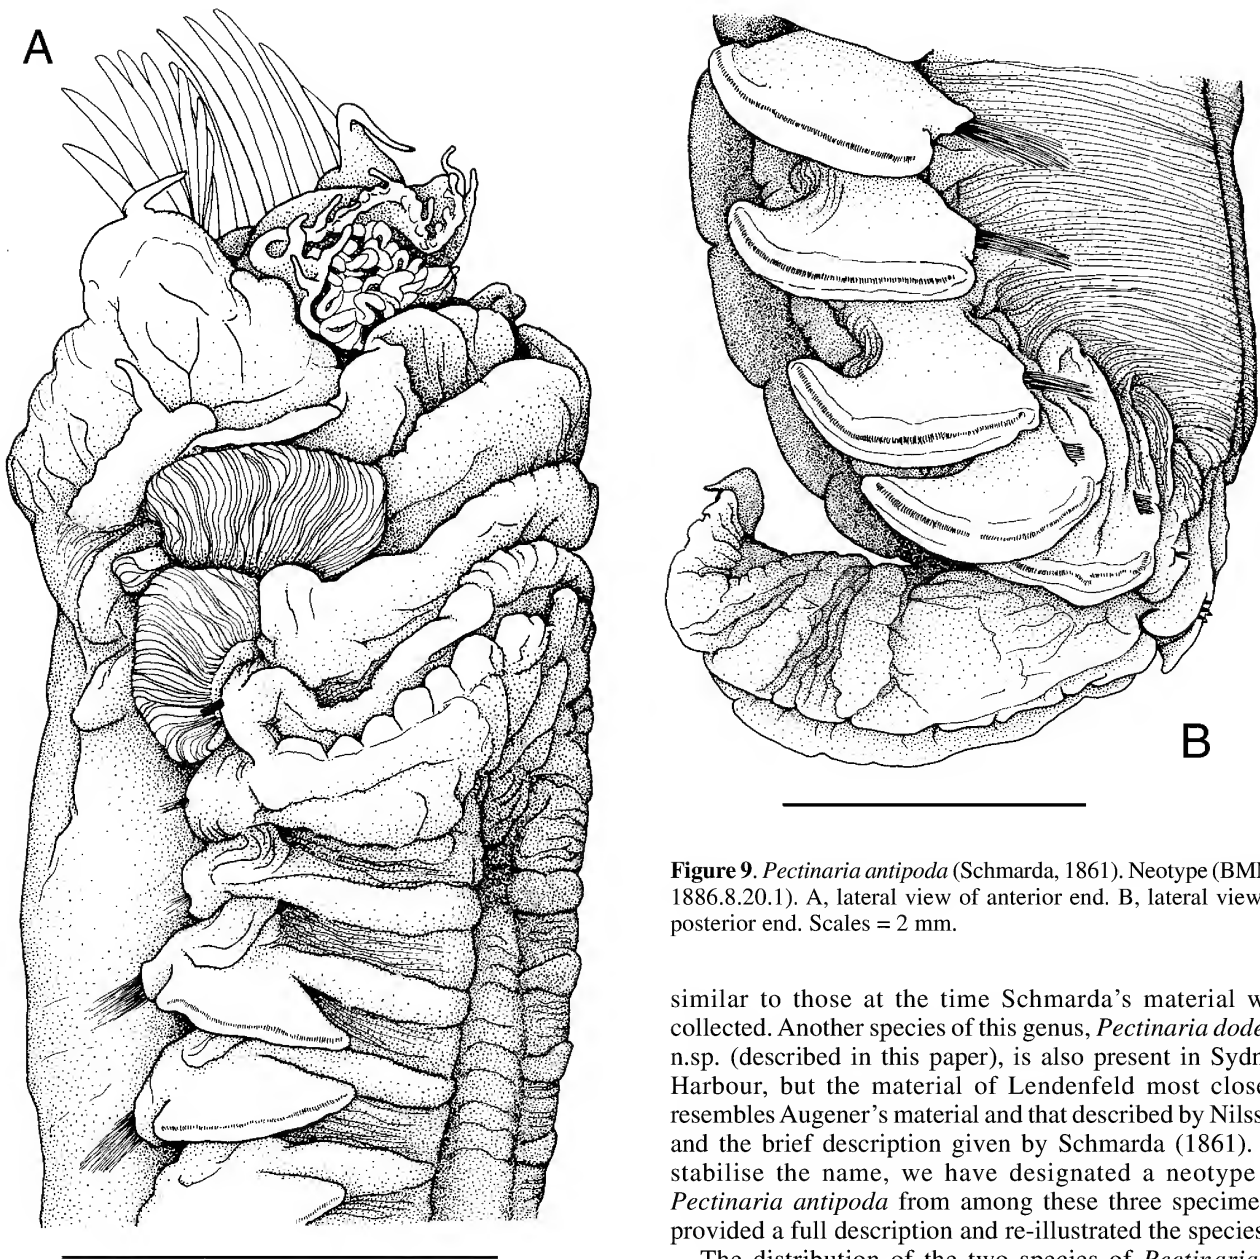 A
B
Figure 9. Pectinaria antipoda (Schmarda, 1861). Neotype
1886.8.20.1). A, lateral view of anterior end. B, lateral view
posterior end. Scales = 2 mm.
similar to those at the time Schmarda's material w
collected. Another species of this genus, Pectinaria dode
n.sp. (described in this paper), is also present in Sydn
Harbour, but the material of Lendenfeld most close
resembles Augener's material and that described by Nilss
and the brief description given by Schmarda (1861).
stabilise the name, we have designated a neotype
Pectinaria antipoda from among these three specime
provided a full description and re-illustrated the species
The distribution of the two species of Pectinaria